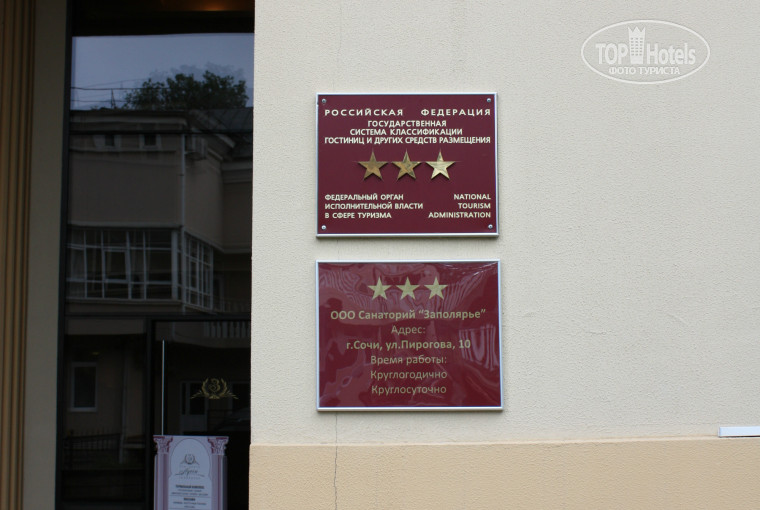 TOP Hotels
ФОТО ТУРИСТА
РОССИЙСКАЯ ФЕДЕРАЦИЯ
ГОСУДАРСТВЕННАЯ
СИСТЕМА КЛАССИФИКАЦИИ
ГОСТИНИЦ И ДРУГИХ СРЕДСТВ РАЗМЕЩЕНИЯ
ФЕДЕРАЛЬНЫЙ ОРГАН
ИСПОЛНИТЕЛЬНОЙ ВЛАСТИ
В СФЕРЕ ТУРИЗМА
NATIONAL
TOURISM
ADMINISTRATION
ООО Санаторий "Заполярье"
Адрес:
г.Сочи, ул.Пирогова, 10
Время работы:
Круглогодично
Круглосуточно